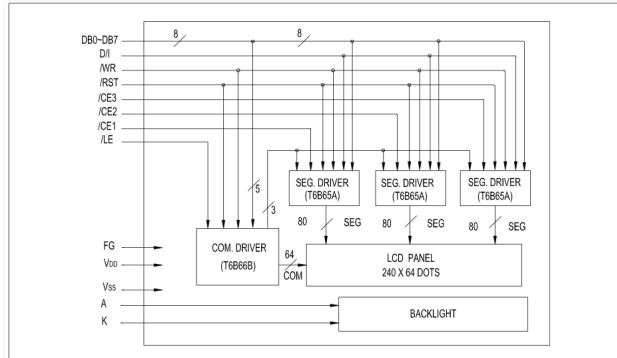 DB0~DB7
8
8
D/I
/WR
/RST
/CE3
/CE2
/CE1
/LE
5
3
SEG. DRIVER
(T6B65A)
SEG. DRIVER
(T6B65A)
SEG. DRIVER
(T6B65A)
80 SEG
80 SEG
80 SEG
COM. DRIVER
(T6B66B)
64
COM
LCD PANEL
240 X 64 DOTS
FG
VDD
VSS
A
K
BACKLIGHT